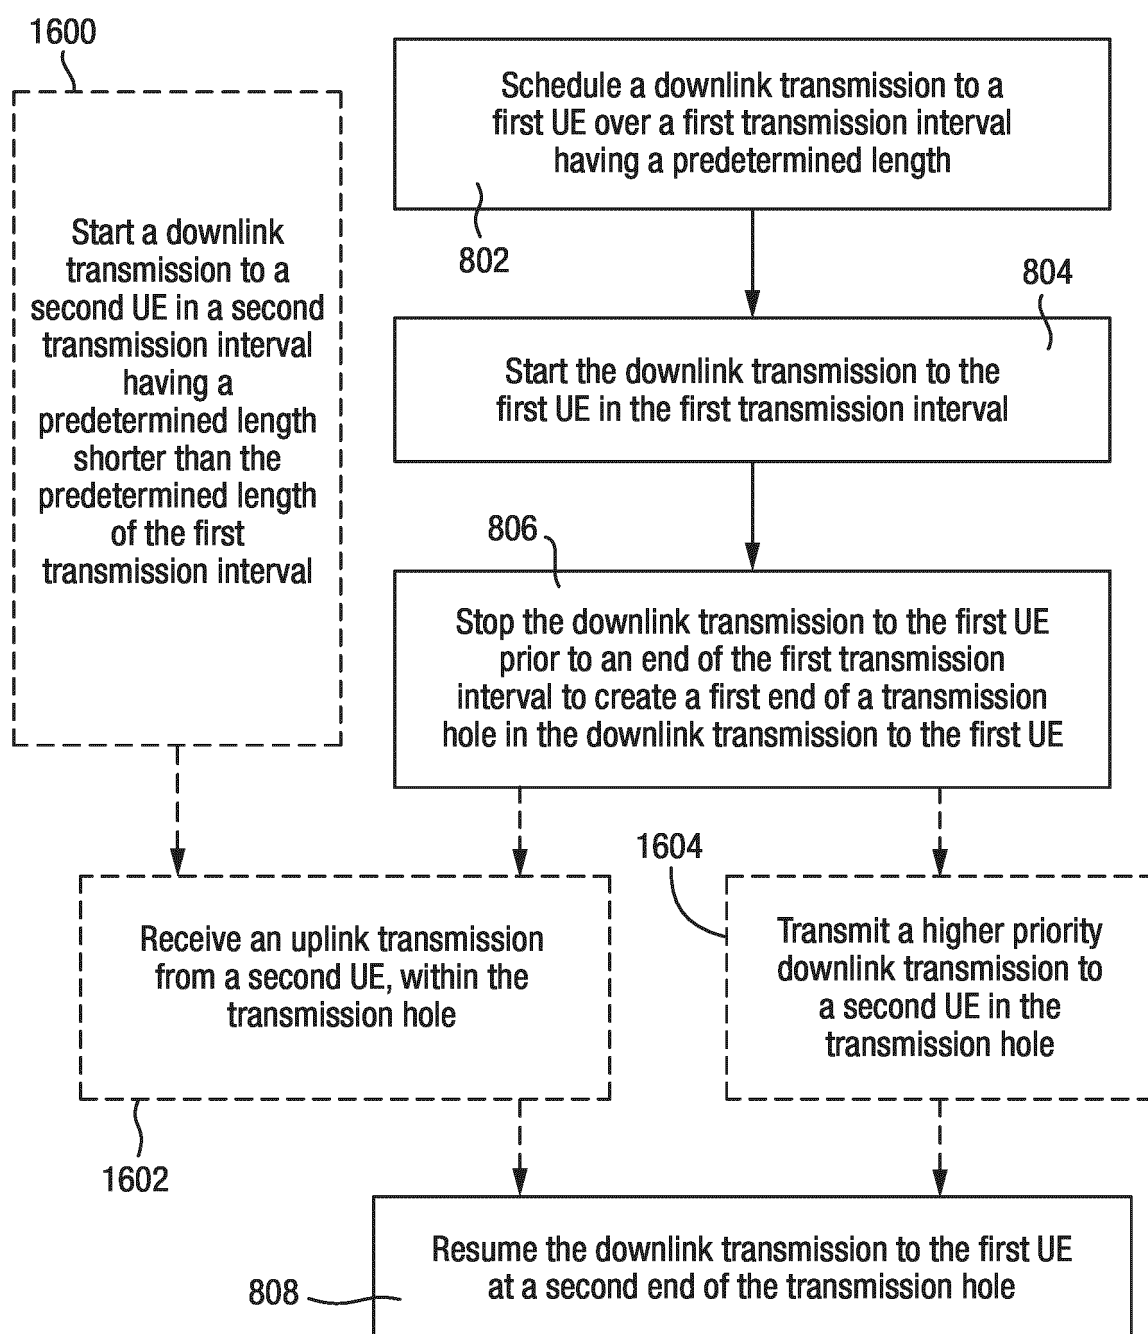 1600
Schedule a downlink transmission to a
first UE over a first transmission interval
having a predetermined length
802
Start a downlink
transmission to a
second UE in a second
transmission interval
having a
predetermined length
shorter than the
predetermined length
of the first
transmission interval
804
Start the downlink transmission to the
first UE in the first transmission interval
806
Stop the downlink transmission to the first UE
prior to an end of the first transmission
interval to create a first end of a transmission
hole in the downlink transmission to the first UE
1604
Receive an uplink transmission
from a second UE, within the
transmission hole
1602
Transmit a higher priority
downlink transmission to
a second UE in the
transmission hole
Resume the downlink transmission to the first UE
at a second end of the transmission hole
808